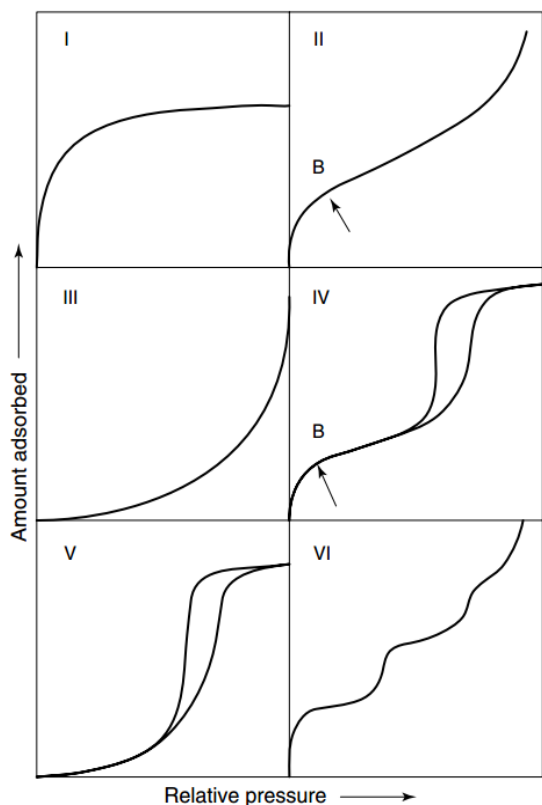 I
II
B
III
IV
B
V
VI
Amount adsorbed
Relative pressure